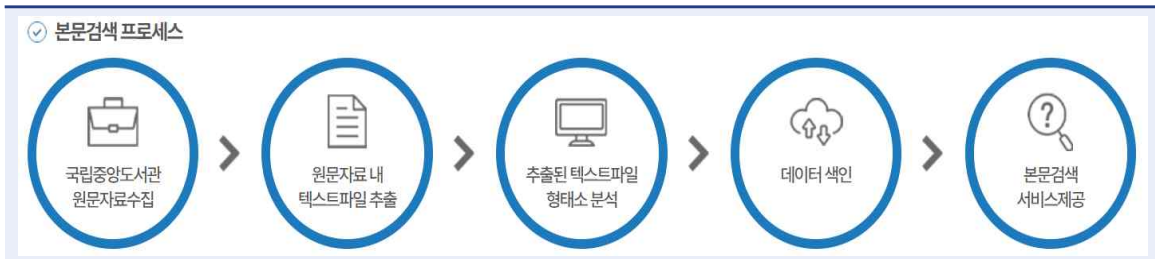 본문검색 프로세스
국립중앙도서관
원문자료수집
원문자료 내
텍스트파일 추출
추출된 텍스트파일
형태소 분석
데이터 색인
본문검색
서비스제공